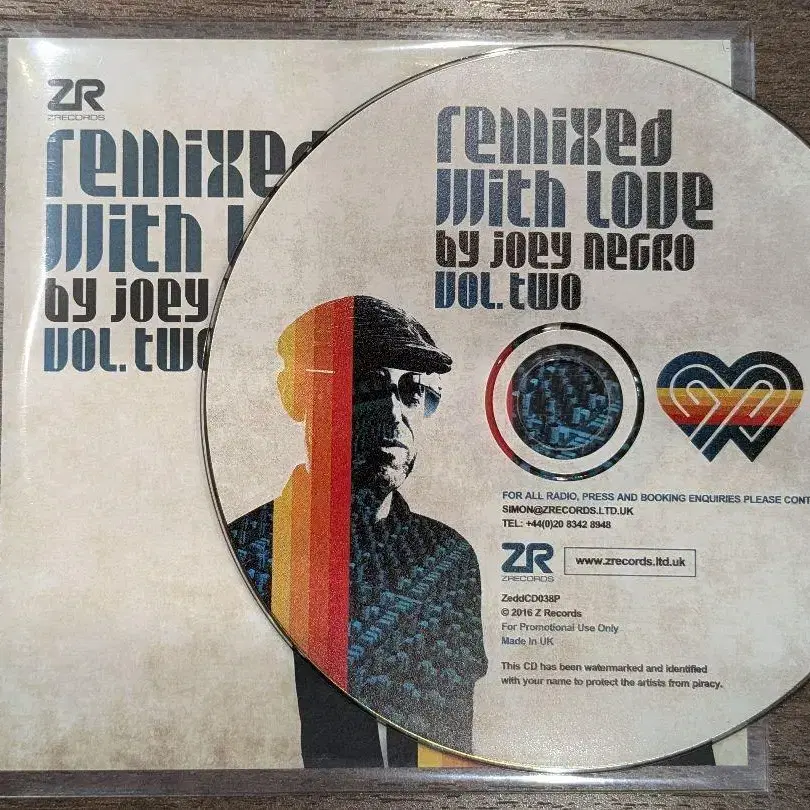 ZR
ZRECORDS
remixed
with l
by joey
VOL. tw
remixed
with love
by joey neGRO
VOL. two
FOR ALL RADIO, PRESS AND BOOKING ENQUIRIES PLEASE CONT
SIMON@ZRECORDS.LTD.UK
TEL: +44(0)20 8342 8948
ZR
ZRECORDS
www.zrecords.ltd.uk
ZeddCD038P
© 2016 Z Records
For Promotional Use Only
Made In UK
This CD has been watermarked and identified
with your name to protect the artists from piracy.